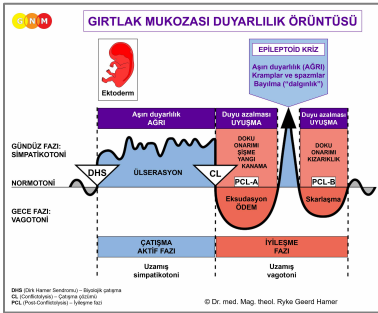 GNM
GIRTLAK MUKOZASI DUYARLILIK ÖRÜNTÜSÜ
EPİLEPTOİD KRİZ
Aşırı duyarlılık (AĞRI)
Kramplar ve spazmlar
Bayılma (“dalgınlık”)
Ektoderm
Aşırı duyarlılık
AĞRI
Duyu azalması
UYUŞMA
Duyu azalması
UYUŞMA
GÜNDÜZ FAZI:
SİMPATİKOTONİ
DOKU
ONARIMI
ŞİŞME
YANGI
KANAMA
DOKU
ONARIMI
KIZARIKLIK
DHS
ÜLSERASYON
CL
NORMOTONİ
PCL-A
PCL-B
Eksudasyon
ÖDEM
Skarlaşma
GECE FAZI:
VAGOTONİ
ÇATIŞMA
AKTİF FAZI
İYİLEŞME
FAZI
Uzamış
simpatikotoni
Uzamış
vagotoni
DHS (Dirk Hamer Sendromu) – Biyolojik çatışma
CL (Conflictolysis) – Çatışma çözümü
PCL (Post-Conflictolysis) – İyileşme fazı
© Dr. med. Mag. theol. Ryke Geerd Hamer